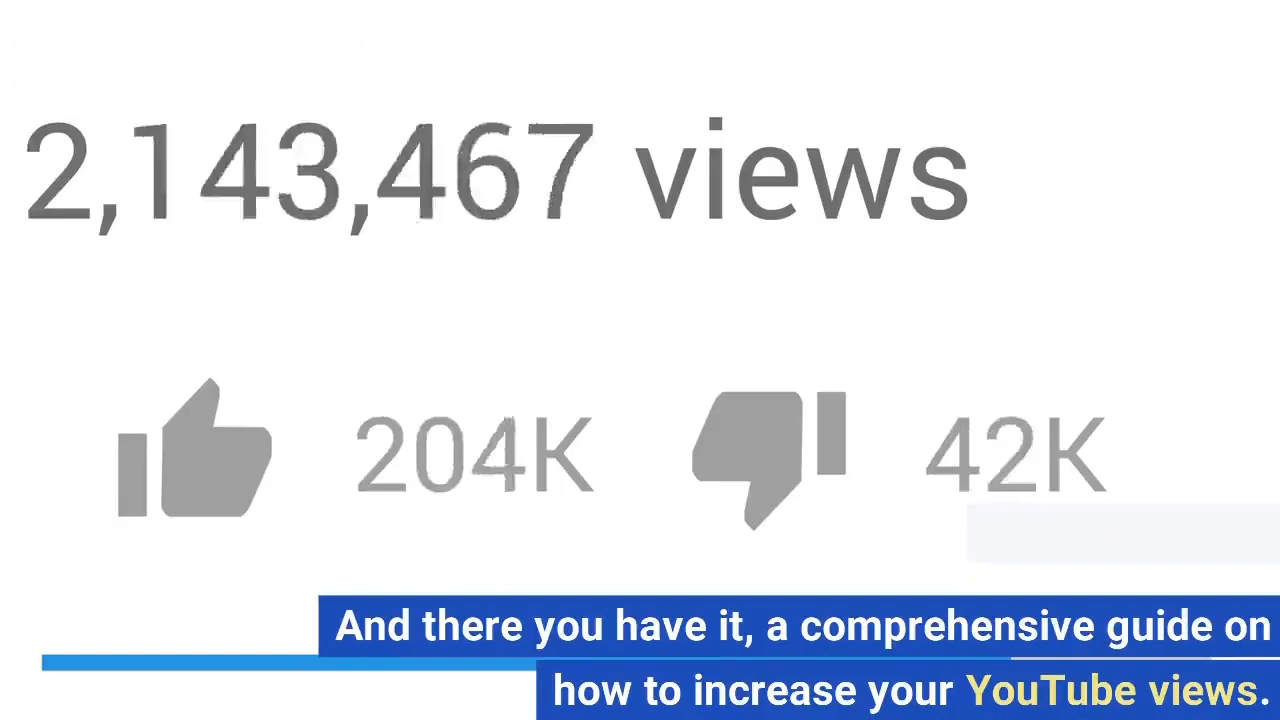 2,143,467 views
204K 42K
And there you have it, a comprehensive guide on
how to increase your YouTube views.